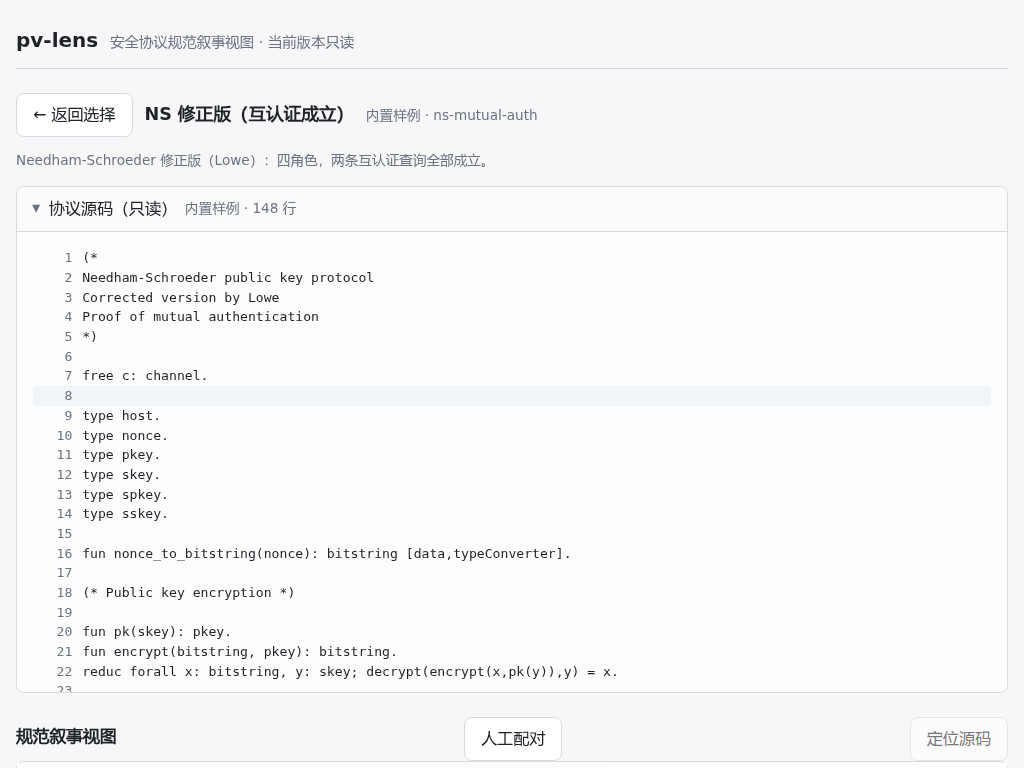 pv-lens 安全协议规范叙事视图 · 当前版本只读
← 返回选择 NS 修正版（互认证成立） 内置样例 · ns-mutual-auth
Needham-Schroeder 修正版（Lowe）：四角色，两条互认证查询全部成立。
▼ 协议源码（只读） 内置样例 · 148 行
1 (*
2 Needham-Schroeder public key protocol
3 Corrected version by Lowe
4 Proof of mutual authentication
5 *)
6
7 free c: channel.
8
9 type host.
10 type nonce.
11 type pkey.
12 type skey.
13 type spkey.
14 type sskey.
15
16 fun nonce_to_bitstring(nonce): bitstring [data,typeConverter].
17
18 (* Public key encryption *)
19
20 fun pk(skey): pkey.
21 fun encrypt(bitstring, pkey): bitstring.
22 reduc forall x: bitstring, y: skey; decrypt(encrypt(x,pk(y)),y) = x.
23
规范叙事视图 人工配对 定位源码